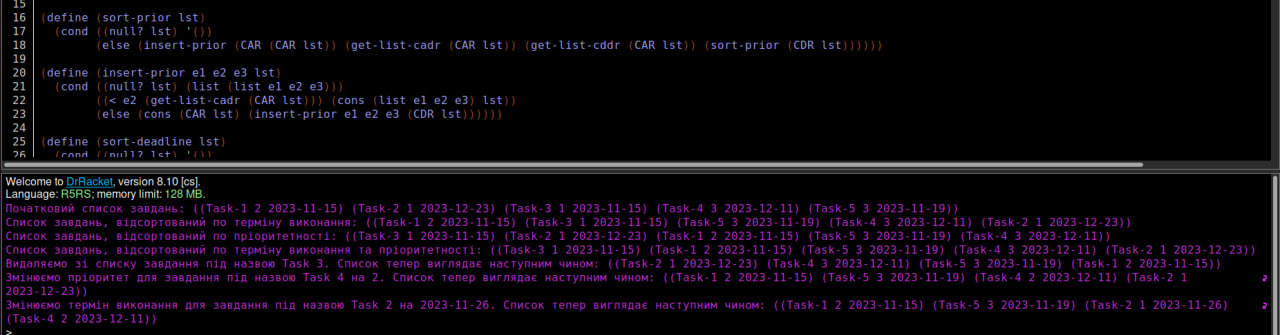 15
16 (define (sort-prior lst)
17 (cond ((null? lst) '())
18 (else (insert-prior (CAR (CAR lst)) (get-list-cadr (CAR lst)) (get-list-cddr (CAR lst)) (sort-prior (CDR lst))))))
19
20 (define (insert-prior e1 e2 e3 lst)
21 (cond ((null? lst) (list (list e1 e2 e3)))
22 ((< e2 (get-list-cadr (CAR lst))) (cons (list e1 e2 e3) lst))
23 (else (cons (CAR lst) (insert-prior e1 e2 e3 (CDR lst))))))
24
25 (define (sort-deadline lst)
26 (cond ((null? lst) '())
Welcome to DrRacket, version 8.10 [cs].
Language: R5RS; memory limit: 128 MB.
Початковий список завдань: ((Task-1 2 2023-11-15) (Task-2 1 2023-12-23) (Task-3 1 2023-11-15) (Task-4 3 2023-12-11) (Task-5 3 2023-11-19))
Список завдань, відсортований по терміну виконання: ((Task-1 2 2023-11-15) (Task-3 1 2023-11-15) (Task-5 3 2023-11-19) (Task-4 3 2023-12-11) (Task-2 1 2023-12-23))
Список завдань, відсортований по пріоритетності: ((Task-3 1 2023-11-15) (Task-2 1 2023-12-23) (Task-1 2 2023-11-15) (Task-5 3 2023-11-19) (Task-4 3 2023-12-11))
Список завдань, відсортований по терміну виконання та пріоритетності: ((Task-3 1 2023-11-15) (Task-1 2 2023-11-15) (Task-5 3 2023-11-19) (Task-4 3 2023-12-11) (Task-2 1 2023-12-23))
Видаляємо зі списку завдання під назвою Task 3. Список тепер виглядає наступним чином: ((Task-2 1 2023-12-23) (Task-4 3 2023-12-11) (Task-5 3 2023-11-19) (Task-1 2 2023-11-15))
Змінюємо пріоритет для завдання під назвою Task 4 на 2. Список тепер виглядає наступним чином: ((Task-1 2 2023-11-15) (Task-5 3 2023-11-19) (Task-4 2 2023-12-11) (Task-2 1
2023-12-23))
Змінюємо термін виконання для завдання під назвою Task 2 на 2023-11-26. Список тепер виглядає наступним чином: ((Task-1 2 2023-11-15) (Task-5 3 2023-11-19) (Task-2 1 2023-11-26)
(Task-4 2 2023-12-11))
>